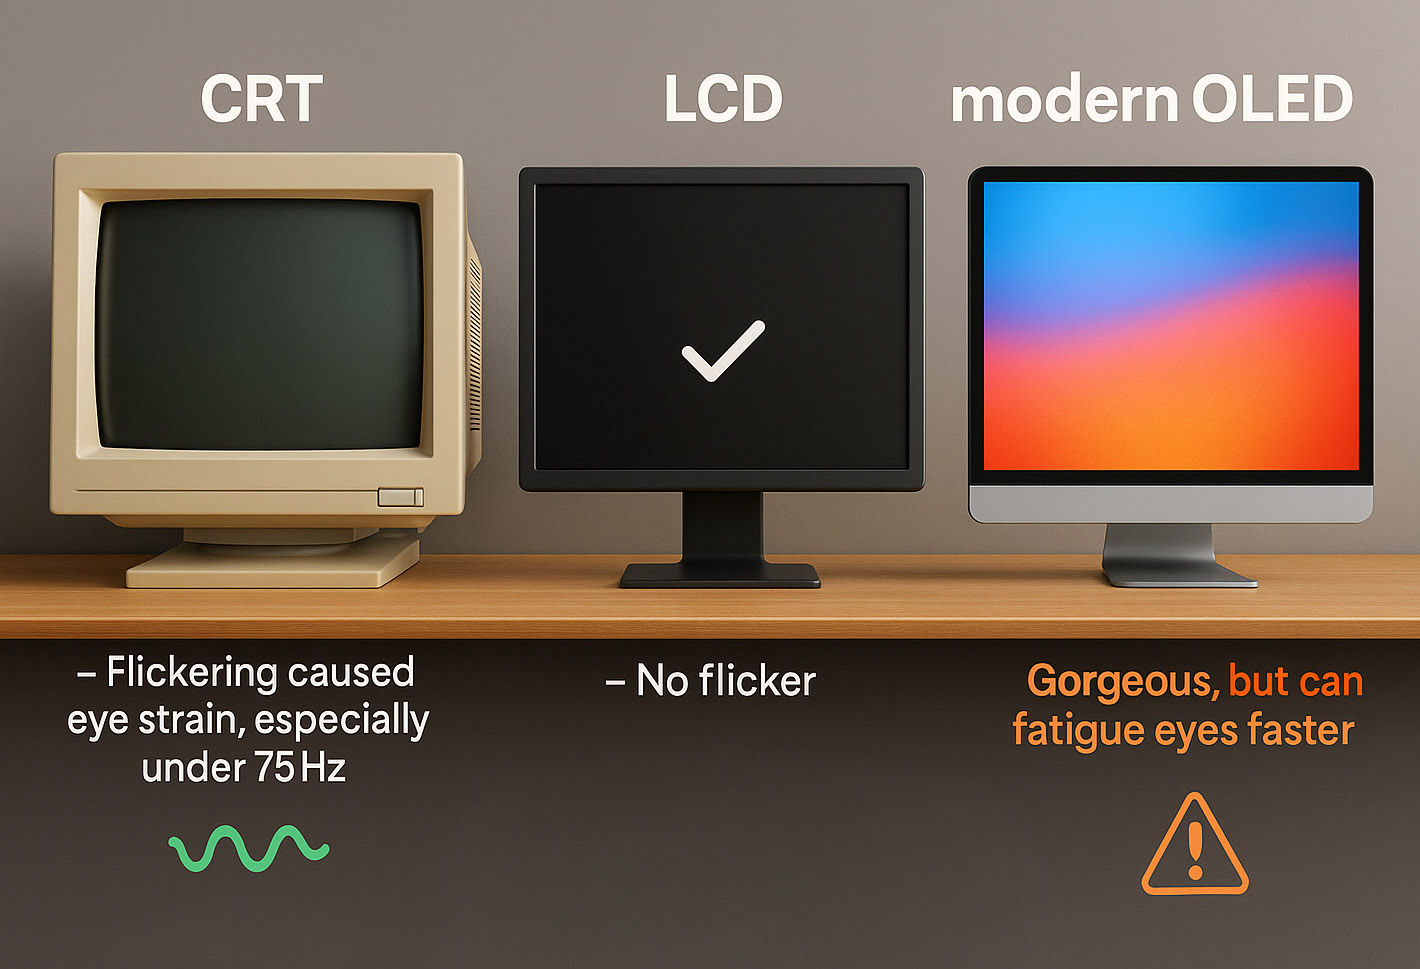 CRT
LCD
modern OLED
– Flickering caused
eye strain, especially
under 75 Hz
– No flicker
Gorgeous, but can
fatigue eyes faster